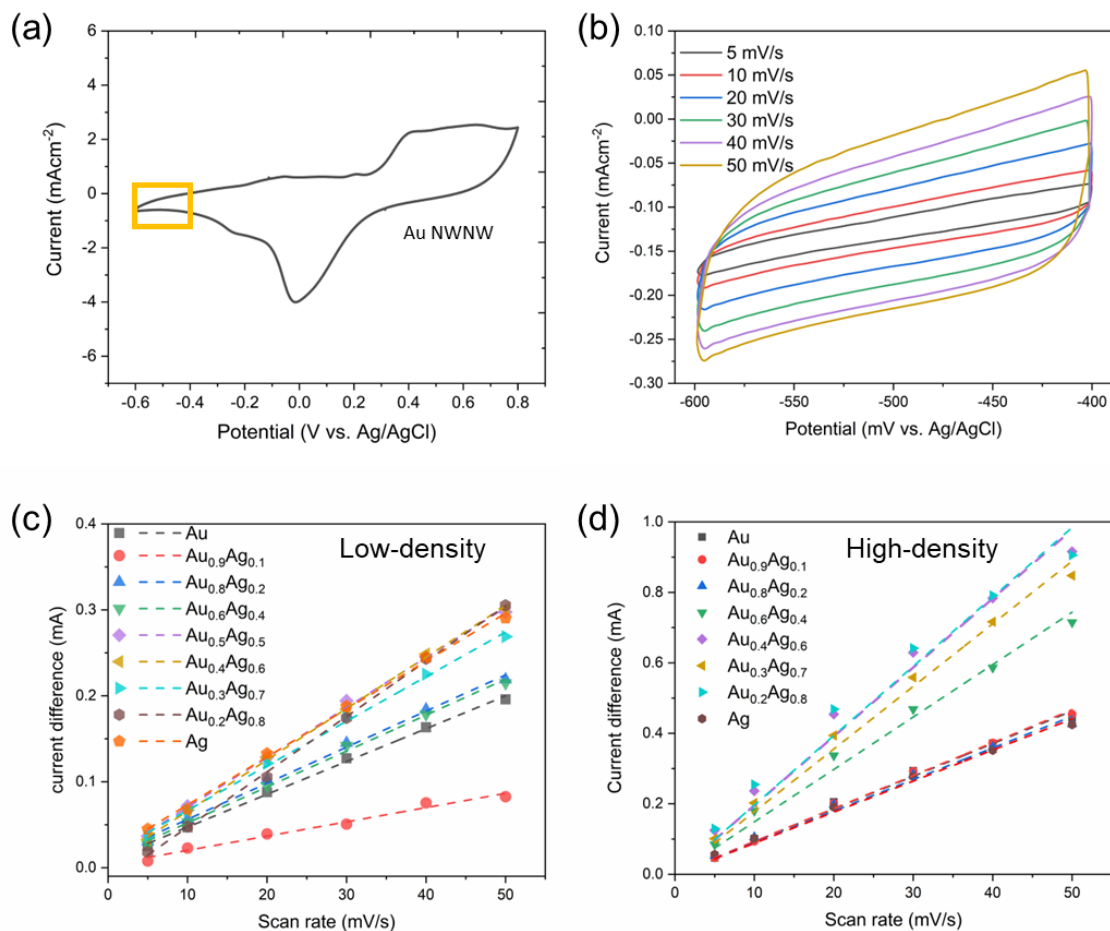 (a)
6
4
2
0
-2
-4
-6
Current (mAcm-2)
Au NWNW
-0.6 -0.4 -0.2 0.0 0.2 0.4 0.6 0.8
Potential (V vs. Ag/AgCl)
(b)
5 mV/s
10 mV/s
20 mV/s
30 mV/s
40 mV/s
50 mV/s
0.10
0.05
0.00
-0.05
-0.10
-0.15
-0.20
-0.25
-0.30
Current (mAcm-2)
-600 -550 -500 -450 -400
Potential (mV vs. Ag/AgCl)
(c)
Low-density
Au
Au0.9Ag0.1
Au0.8Ag0.2
Au0.6Ag0.4
Au0.5Ag0.5
Au0.4Ag0.6
Au0.3Ag0.7
Au0.2Ag0.8
Ag
0.4
0.3
0.2
0.1
0.0
current difference (mA)
0 10 20 30 40 50
Scan rate (mV/s)
(d)
High-density
Au
Au0.9Ag0.1
Au0.8Ag0.2
Au0.6Ag0.4
Au0.4Ag0.6
Au0.3Ag0.7
Au0.2Ag0.8
Ag
1.0
0.8
0.6
0.4
0.2
0.0
Current difference (mA)
0 10 20 30 40 50
Scan rate (mV/s)